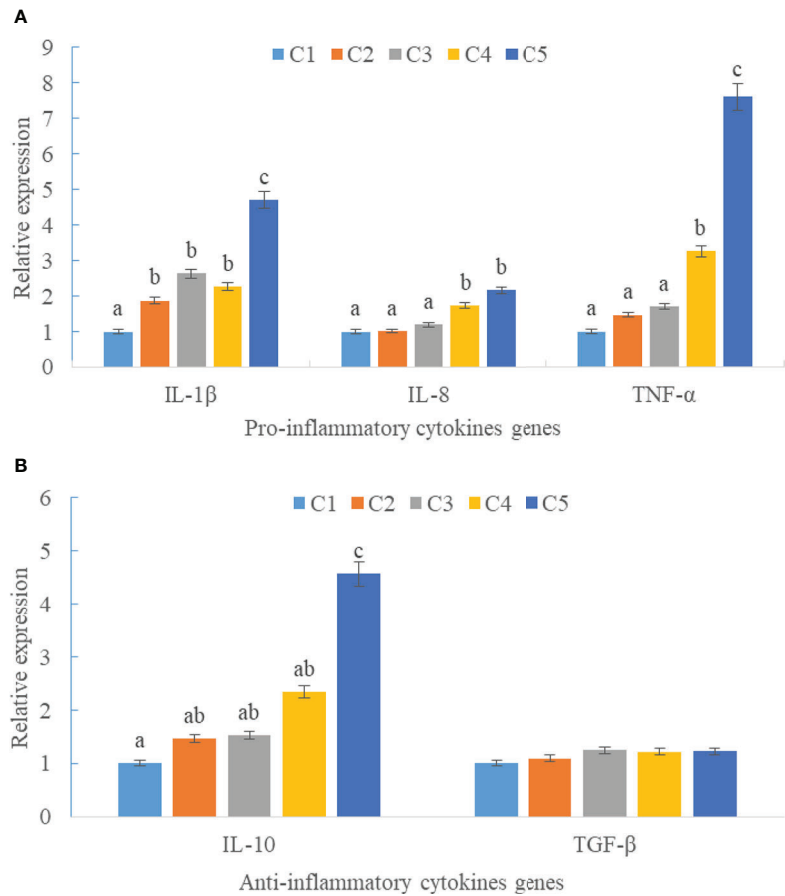 A
C1 C2 C3 C4 C5
9
8
7
6
5
4
3
2
1
0
Relative expression
a b b b c
a a a b b
a a a b c
IL-1β IL-8 TNF-α
Pro-inflammatory cytokines genes
B
C1 C2 C3 C4 C5
6
5
4
3
2
1
0
Relative expression
a ab ab ab c
IL-10 TGF-β
Anti-inflammatory cytokines genes